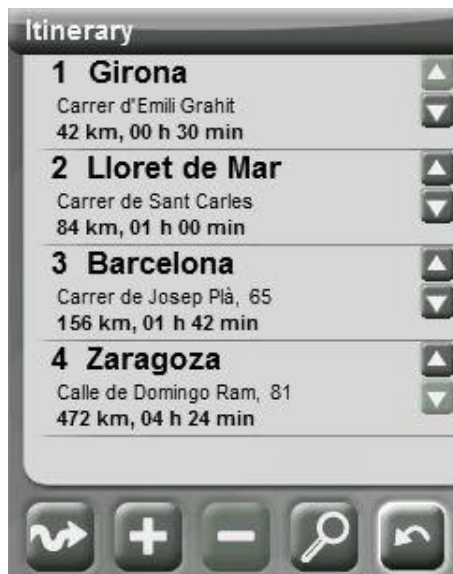 Itinerary
1 Girona
Carrer d'Emili Grahit
42 km, 00 h 30 min
2 Lloret de Mar
Carrer de Sant Carles
84 km, 01 h 00 min
3 Barcelona
Carrer de Josep Plà, 65
156 km, 01 h 42 min
4 Zaragoza
Calle de Domingo Ram, 81
472 km, 04 h 24 min